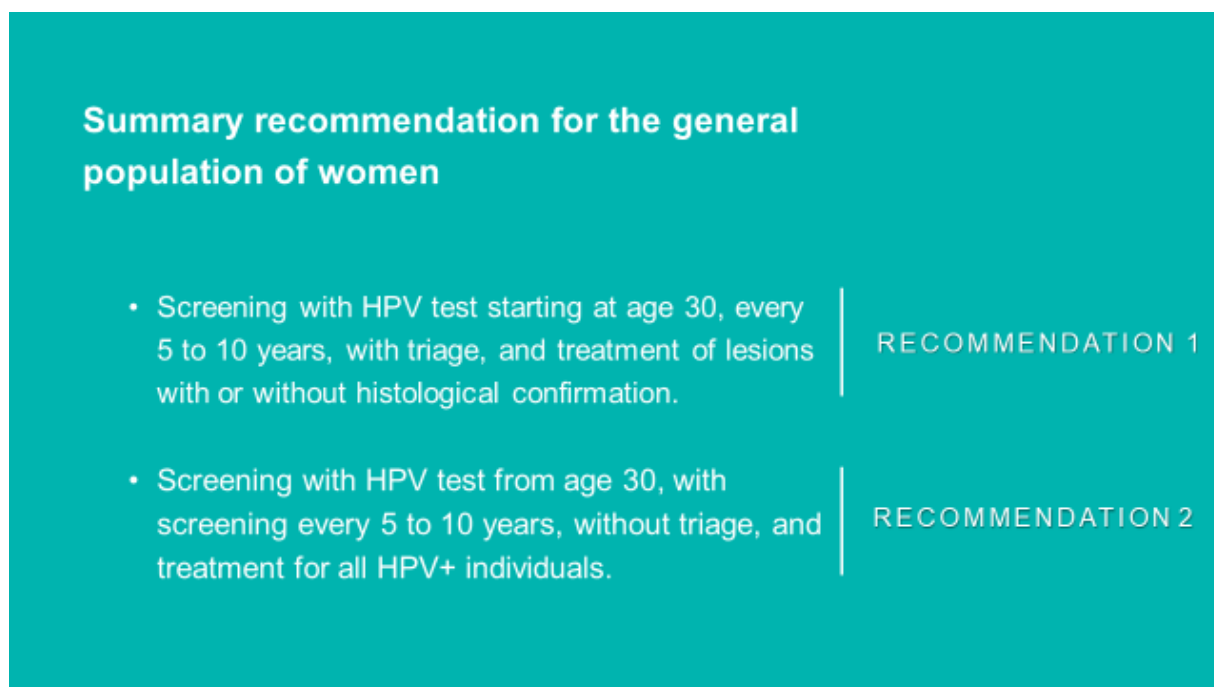 Summary recommendation for the general
population of women
• Screening with HPV test starting at age 30, every
5 to 10 years, with triage, and treatment of lesions
with or without histological confirmation.
RECOMMENDATION 1
• Screening with HPV test from age 30, with
screening every 5 to 10 years, without triage, and
treatment for all HPV+ individuals.
RECOMMENDATION 2